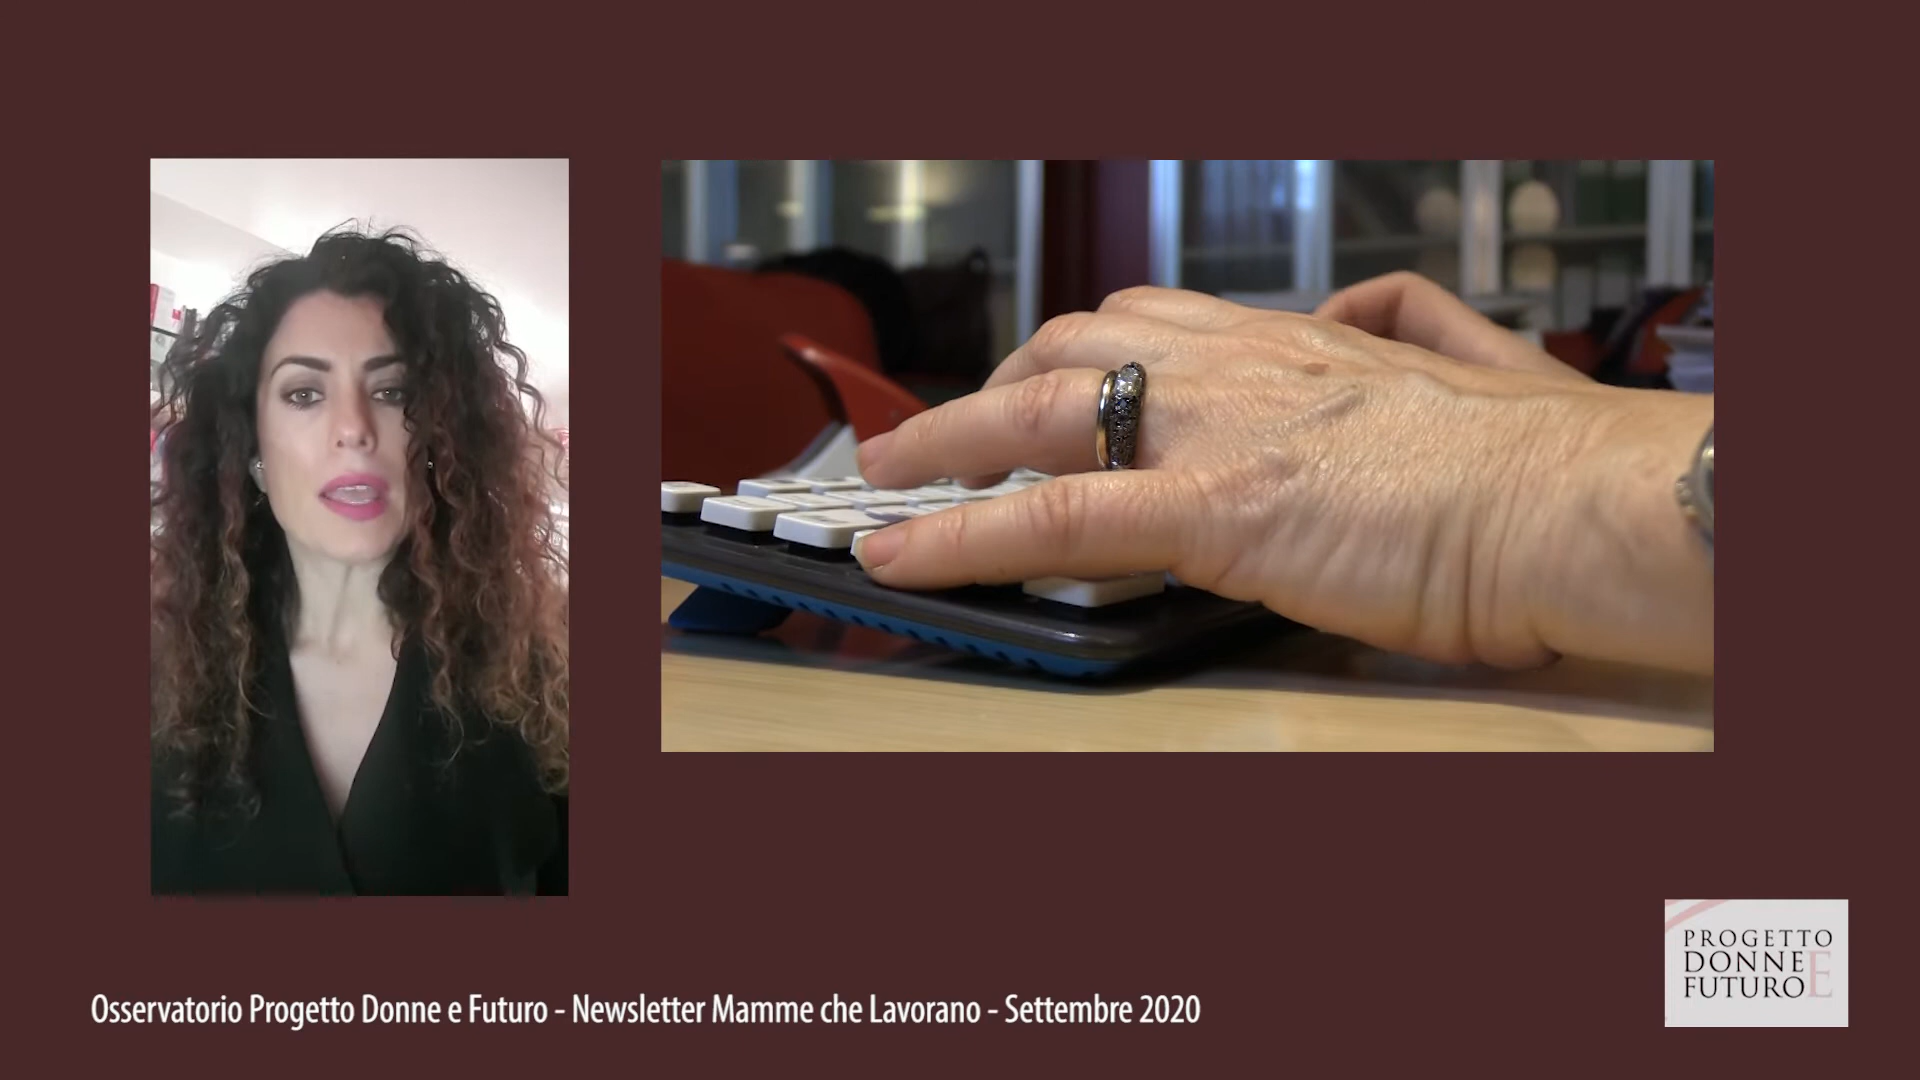 PROGETTO
DONNE E
FUTURO
Osservatorio Progetto Donne e Futuro - Newsletter Mamme che Lavorano - Settembre 2020